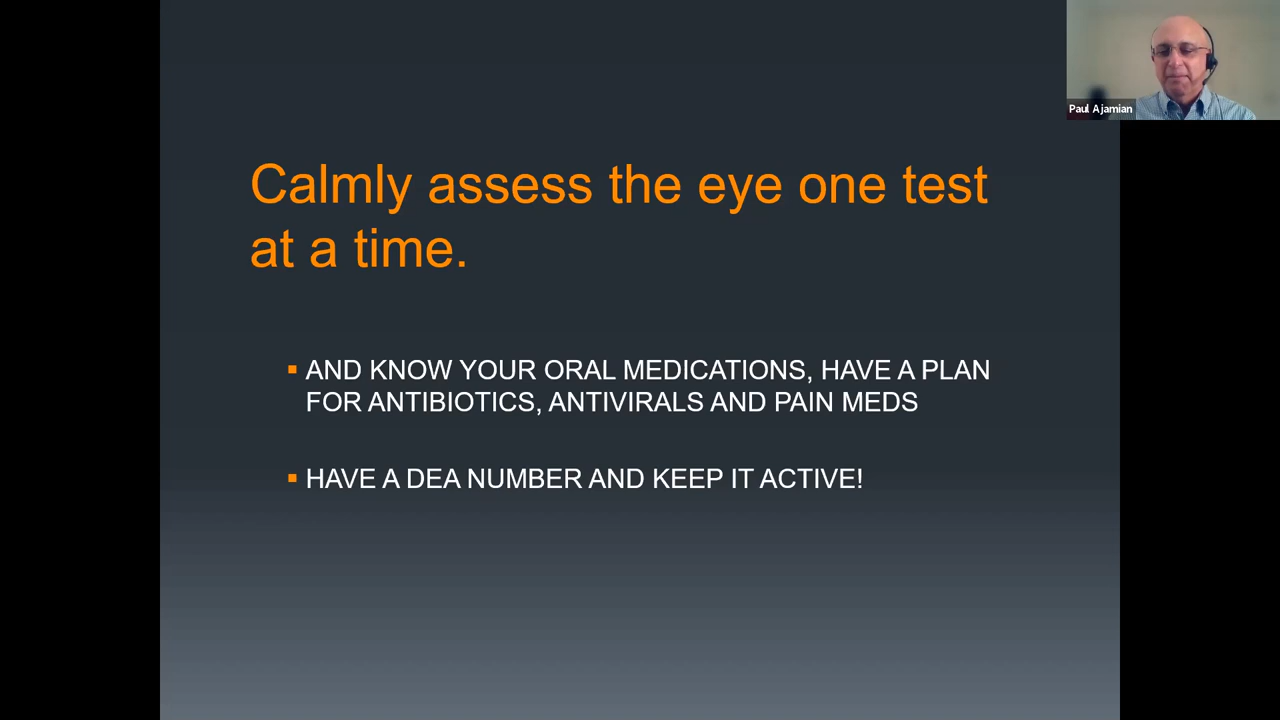 Paul Ajamian
Calmly assess the eye one test
at a time.
AND KNOW YOUR ORAL MEDICATIONS, HAVE A PLAN
FOR ANTIBIOTICS, ANTIVIRALS AND PAIN MEDS
HAVE A DEA NUMBER AND KEEP IT ACTIVE!